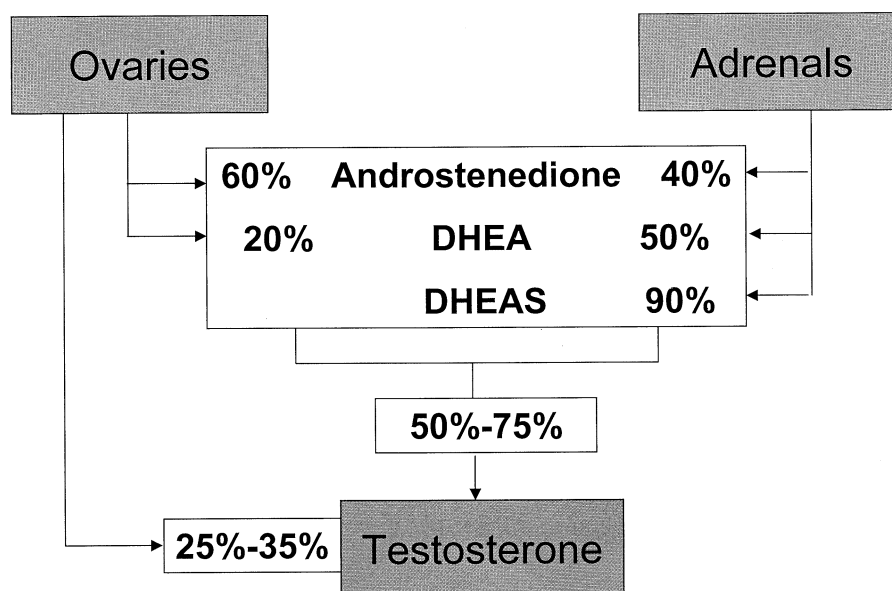 Ovaries
Adrenals
60% Androstenedione 40%
20% DHEA 50%
DHEAS 90%
50%-75%
25%-35%
Testosterone